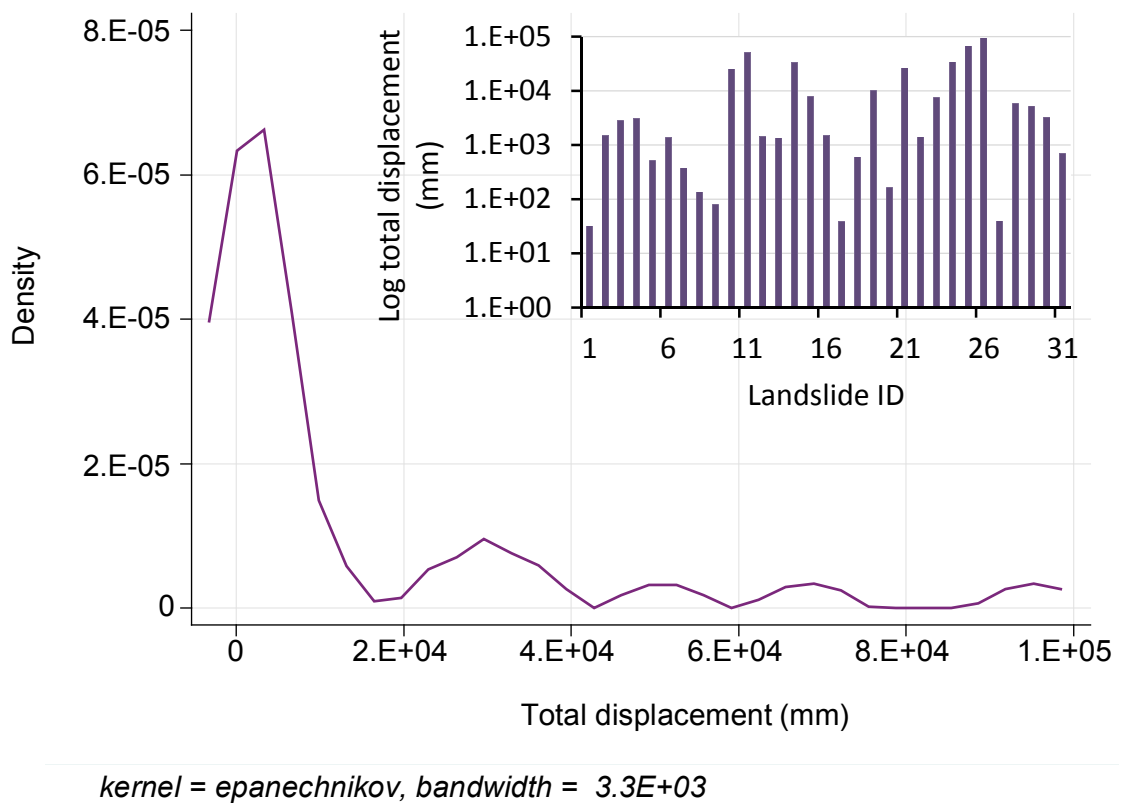 8.E-05
6.E-05
4.E-05
2.E-05
0
Density
0
2.E+04
4.E+04
6.E+04
8.E+04
1.E+05
Total displacement (mm)
Log total displacement
(mm)
1.E+05
1.E+04
1.E+03
1.E+02
1.E+01
1.E+00
1
6
11
16
21
26
31
Landslide ID
kernel = epanechnikov, bandwidth = 3.3E+03